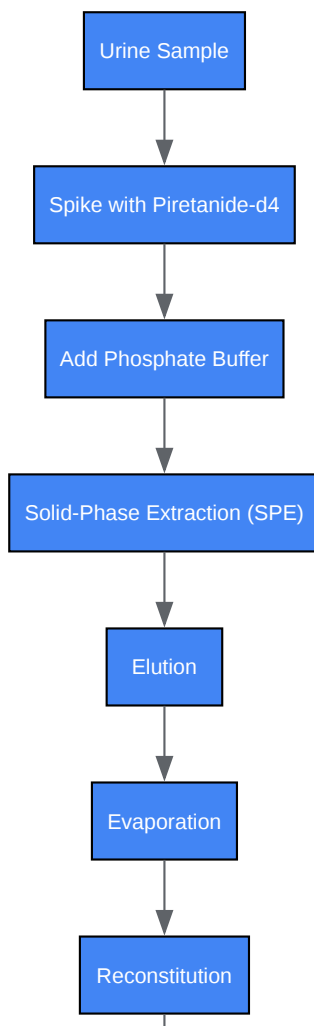 Urine Sample
Spike with Piretanide-d4
Add Phosphate Buffer
Solid-Phase Extraction (SPE)
Elution
Evaporation
Reconstitution